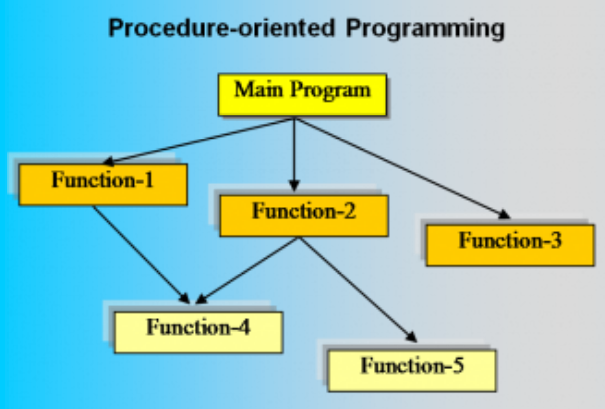 Procedure-oriented Programming
Main Program
Function-1
Function-2
Function-3
Function-4
Function-5